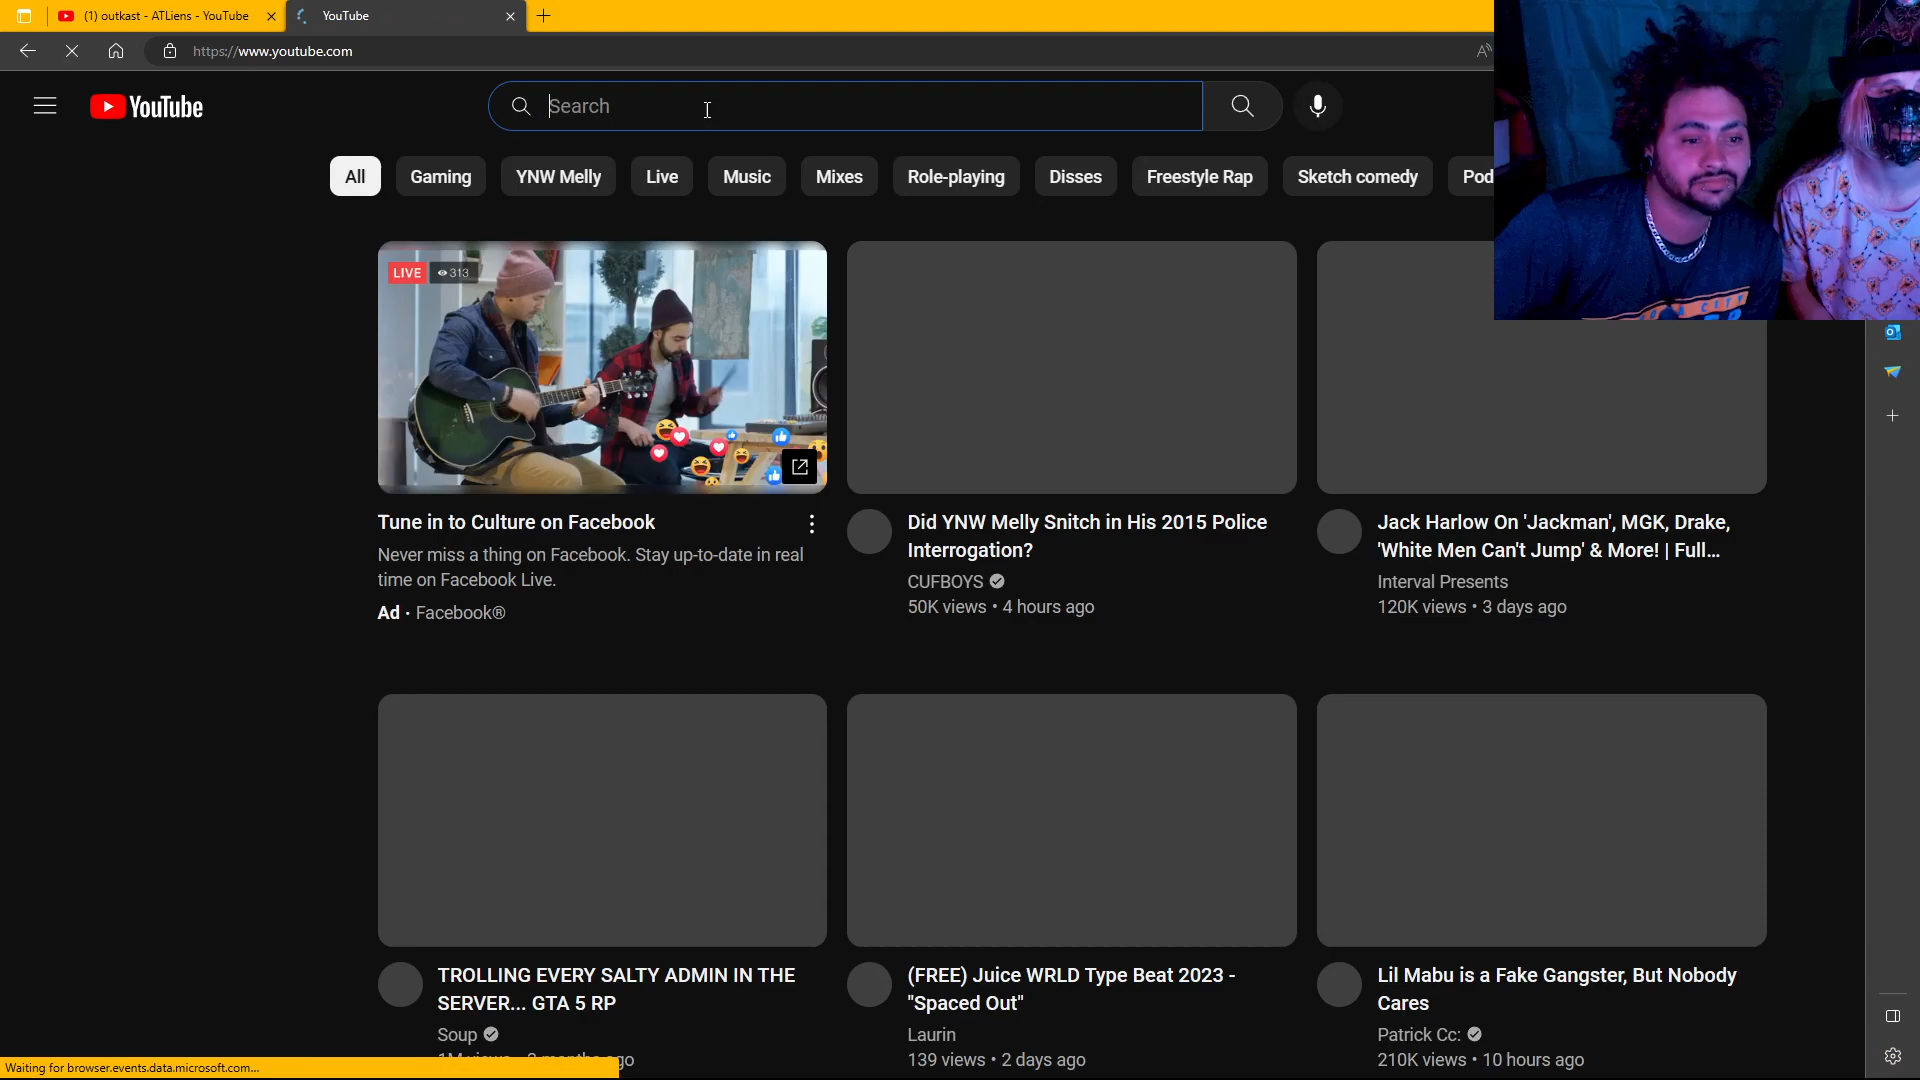 (1) outkast - ATLiens - YouTube
YouTube
https://www.youtube.com
YouTube
Search
All
Gaming
YNW Melly
Live
Music
Mixes
Role-playing
Disses
Freestyle Rap
Sketch comedy
Pod
LIVE
313
Tune in to Culture on Facebook
Never miss a thing on Facebook. Stay up-to-date in real
time on Facebook Live.
Ad · Facebook®
Did YNW Melly Snitch in His 2015 Police
Interrogation?
CUFBOYS
50K views • 4 hours ago
Jack Harlow On 'Jackman', MGK, Drake,
'White Men Can't Jump' & More! | Full...
Interval Presents
120K views • 3 days ago
TROLLING EVERY SALTY ADMIN IN THE
SERVER... GTA 5 RP
Soup
(FREE) Juice WRLD Type Beat 2023 -
"Spaced Out"
Laurin
139 views • 2 days ago
Lil Mabu is a Fake Gangster, But Nobody
Cares
Patrick Cc:
210K views • 10 hours ago
Waiting for browser.events.data.microsoft.com...